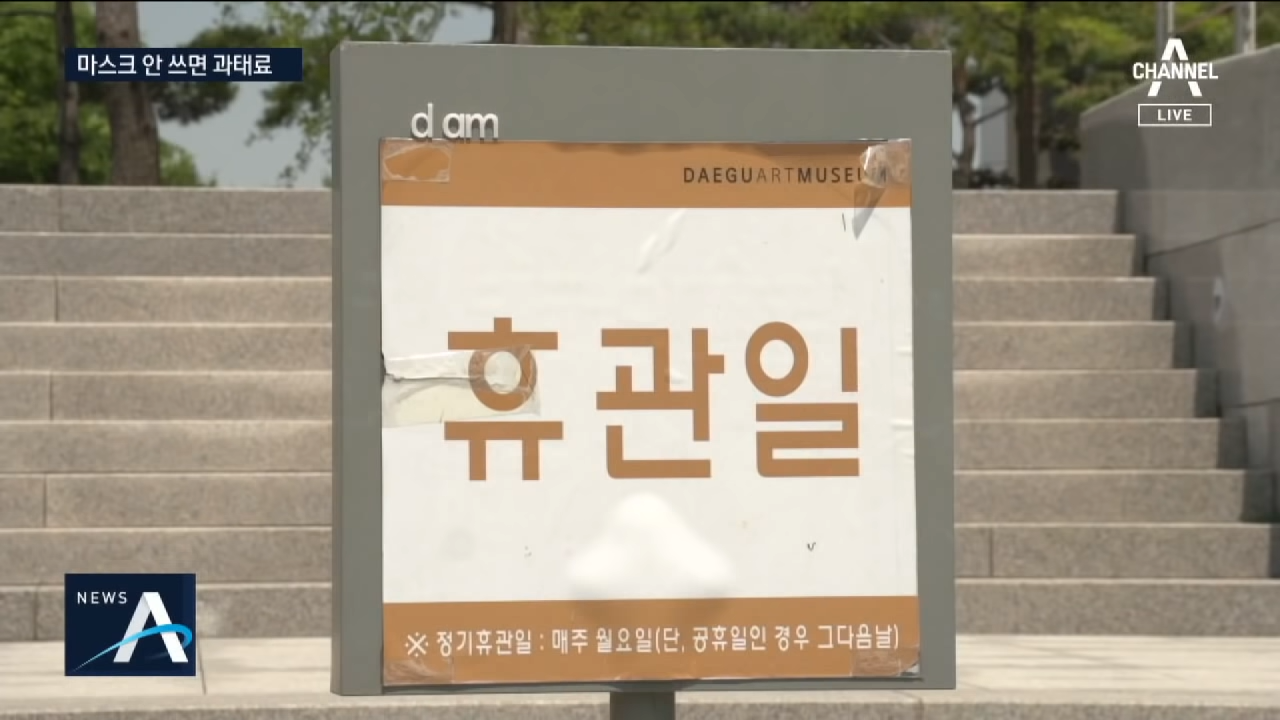 마스크 안 쓰면 과태료
CHANNEL A
LIVE
d am
DAEGUARTMUSEUM
휴관일
NEWS A
※ 정기휴관일 : 매주 월요일(단, 공휴일인 경우 그다음날)